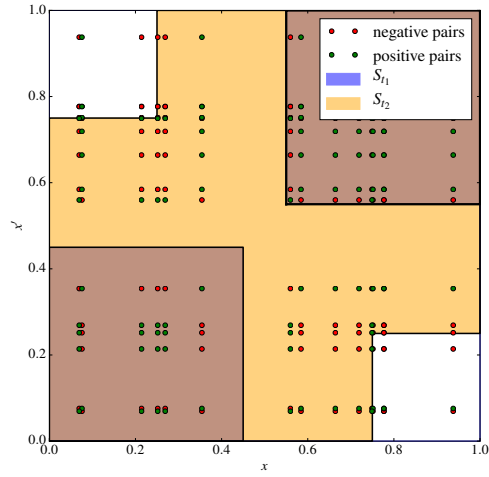 1.0
0.8
0.6
0.4
0.2
0.0
x′
0.0 0.2 0.4 0.6 0.8 1.0
x
negative pairs
positive pairs
S_{t_1}
S_{t_2}